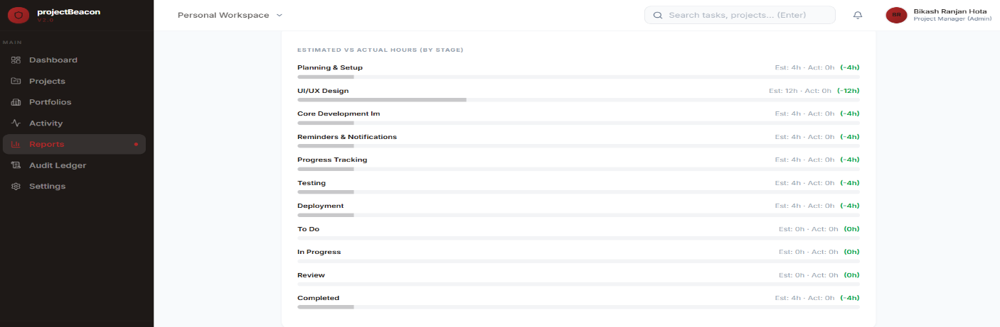 projectBeacon
V2.0
Personal Workspace
Search tasks, projects... (Enter)
BR
Bikash Ranjan Hota
Project Manager (Admin)
MAIN
Dashboard
Projects
Portfolios
Activity
Reports
Audit Ledger
Settings
ESTIMATED VS ACTUAL HOURS (BY STAGE)
Planning & Setup Est: 4h · Act: 0h (-4h)
UI/UX Design Est: 12h · Act: 0h (-12h)
Core Development Im Est: 4h · Act: 0h (-4h)
Reminders & Notifications Est: 4h · Act: 0h (-4h)
Progress Tracking Est: 4h · Act: 0h (-4h)
Testing Est: 4h · Act: 0h (-4h)
Deployment Est: 4h · Act: 0h (-4h)
To Do Est: 0h · Act: 0h (0h)
In Progress Est: 0h · Act: 0h (0h)
Review Est: 0h · Act: 0h (0h)
Completed Est: 4h · Act: 0h (-4h)